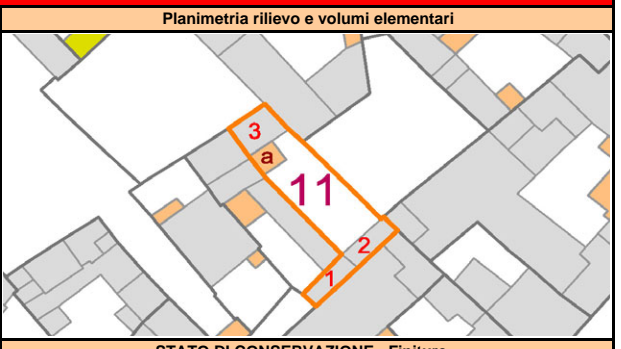 Planimetria rilievo e volumi elementari
3
a
11
2
1
STATO DI CONSERVAZIONE - Finiture